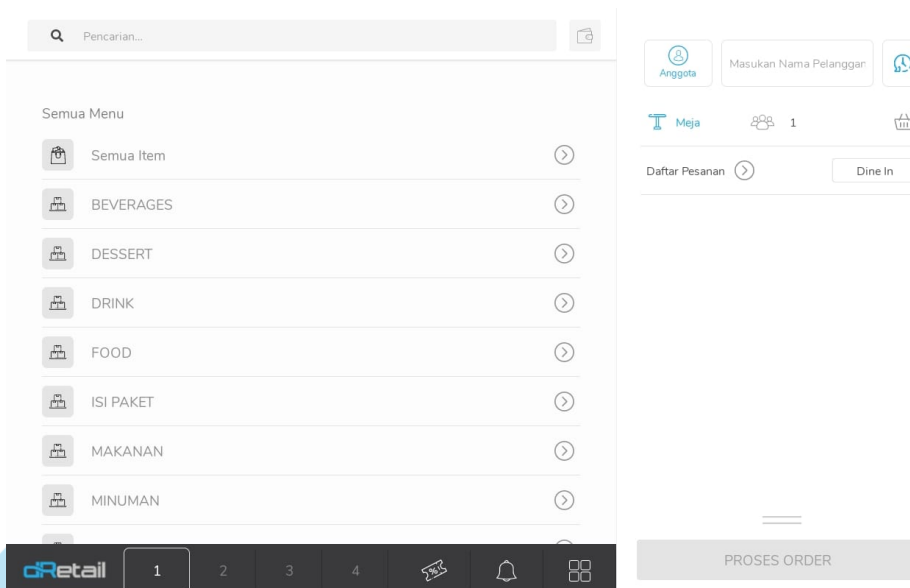 Pencarian...
Semua Menu
Semua Item
BEVERAGES
DESSERT
DRINK
FOOD
ISI PAKET
MAKANAN
MINUMAN
dRetail 1 2 3 4 %
Anggota
Masukan Nama Pelanggan
Meja 1
Daftar Pesanan Dine In
PROSES ORDER